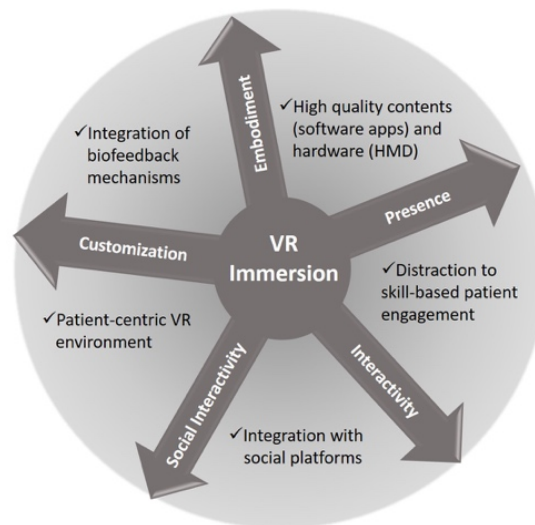 Embodiment
✓High quality contents
(software apps) and
hardware (HMD)
Presence
✓Distraction to
skill-based patient
engagement
Interactivity
✓Integration with
social platforms
Social Interactivity
✓Patient-centric VR
environment
Customization
✓Integration of
biofeedback
mechanisms
VR
Immersion